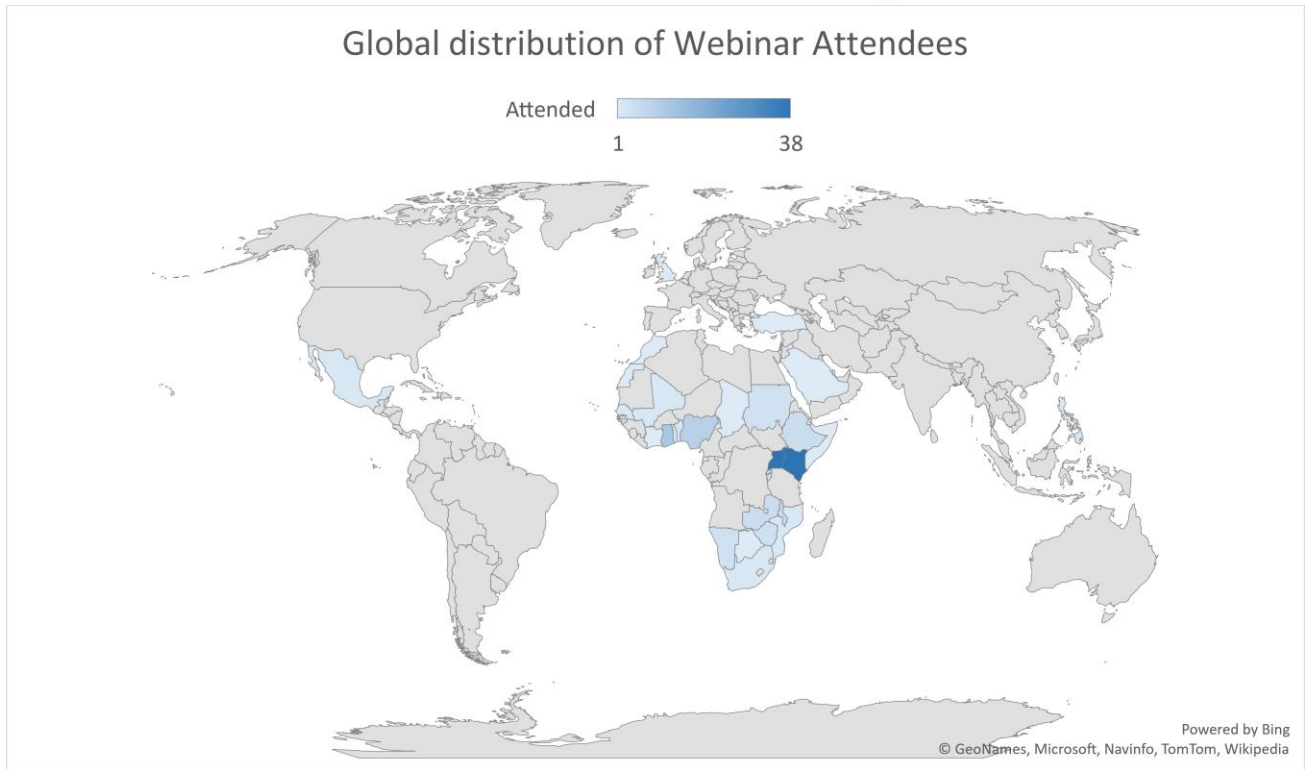 Global distribution of Webinar Attendees
Attended
1 38
Powered by Bing
© GeoNames, Microsoft, Navinfo, TomTom, Wikipedia